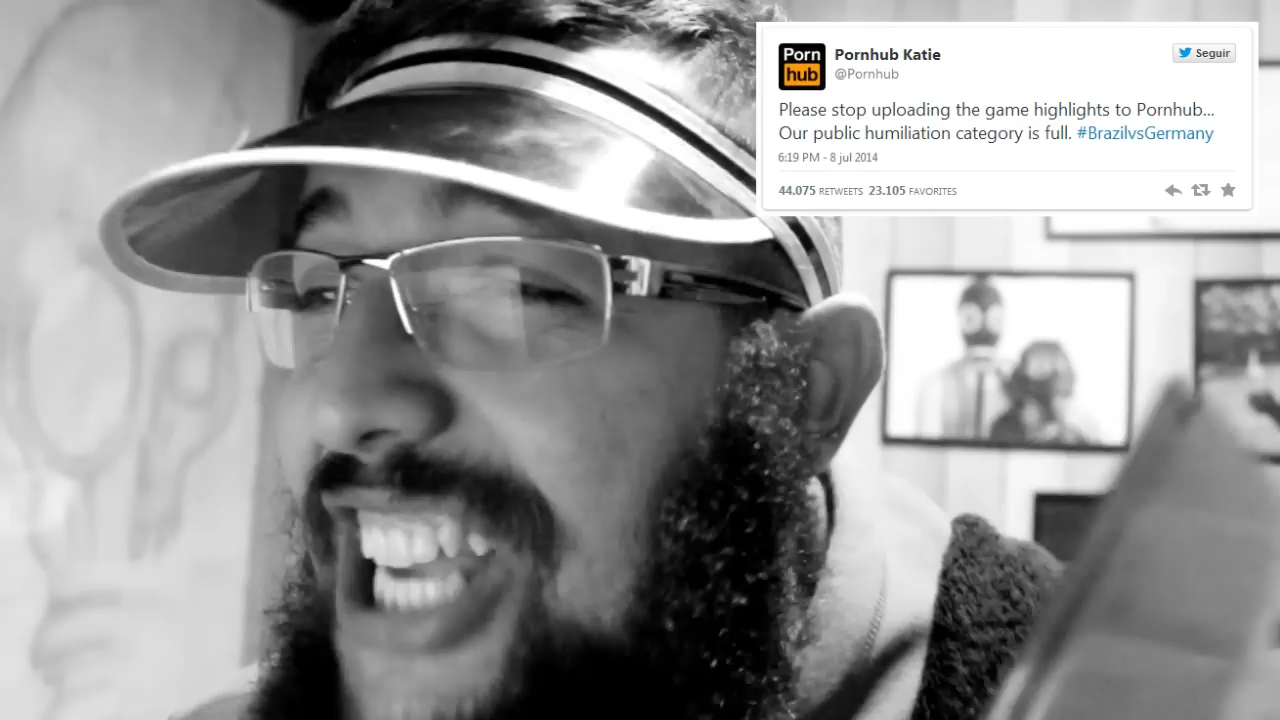 Porn
hub
Pornhub Katie
@Pornhub
Seguir
Please stop uploading the game highlights to Pornhub...
Our public humiliation category is full. #BrazilvsGermany
6:19 PM - 8 jul 2014
44.075 RETWEETS 23.105 FAVORITES